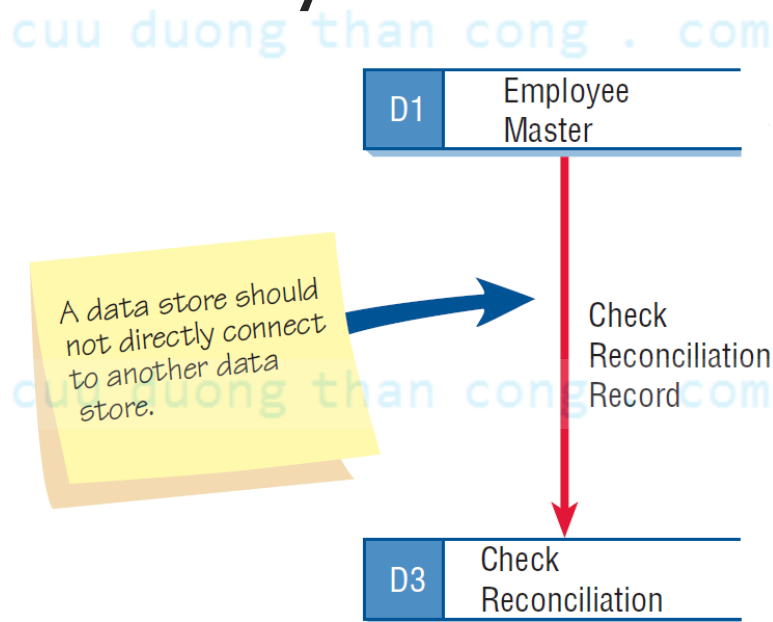 cuu duong than cong . com
D1
Employee
Master
A data store should
not directly connect
to another data
store.
Check
Reconciliation
Record
cuu duong than cong . com
D3
Check
Reconciliation